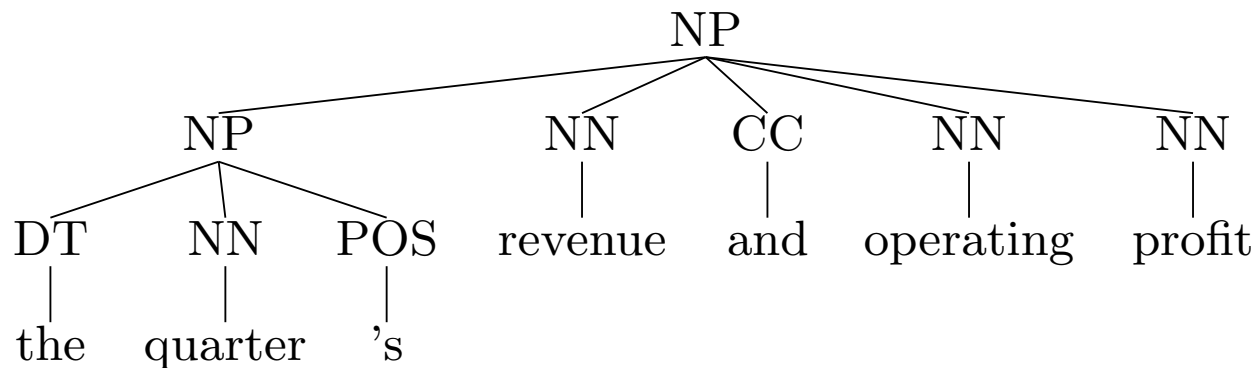 NP
NP NN CC NN NN
DT NN POS revenue and operating profit
the quarter 's